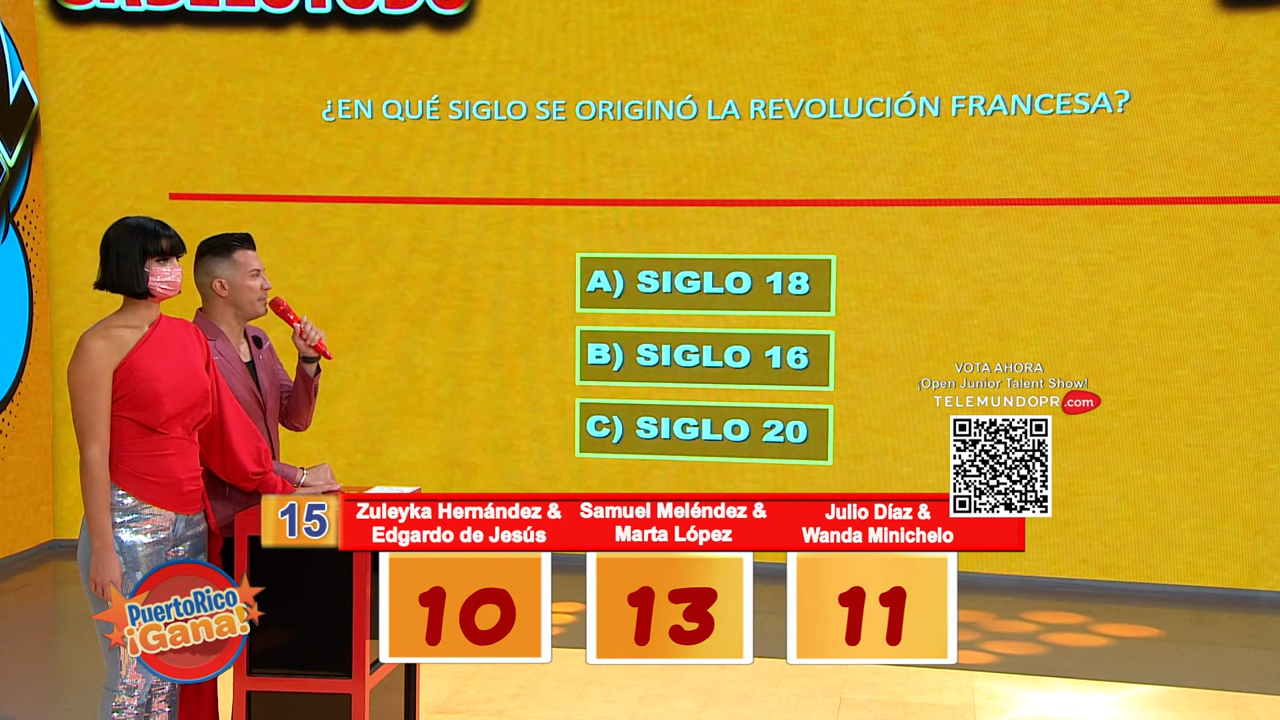 ¿EN QUÉ SIGLO SE ORIGINÓ LA REVOLUCIÓN FRANCESA?
A) SIGLO 18
B) SIGLO 16
C) SIGLO 20
VOTA AHORA
¡Open Junior Talent Show!
TELEMUNDOPR.com
15
Zuleyka Hernández &
Edgardo de Jesús
Samuel Meléndez &
Marta López
Julio Díaz &
Wanda Minichelo
10
13
11
PuertoRico
¡Gana!